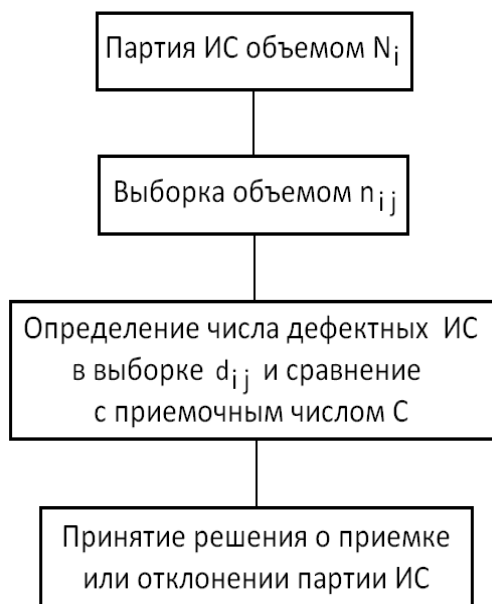 Партия ИС объемом Ni
Выборка объемом nij
Определение числа дефектных ИС
в выборке dij и сравнение
с приемочным числом С
Принятие решения о приемке
или отклонении партии ИС